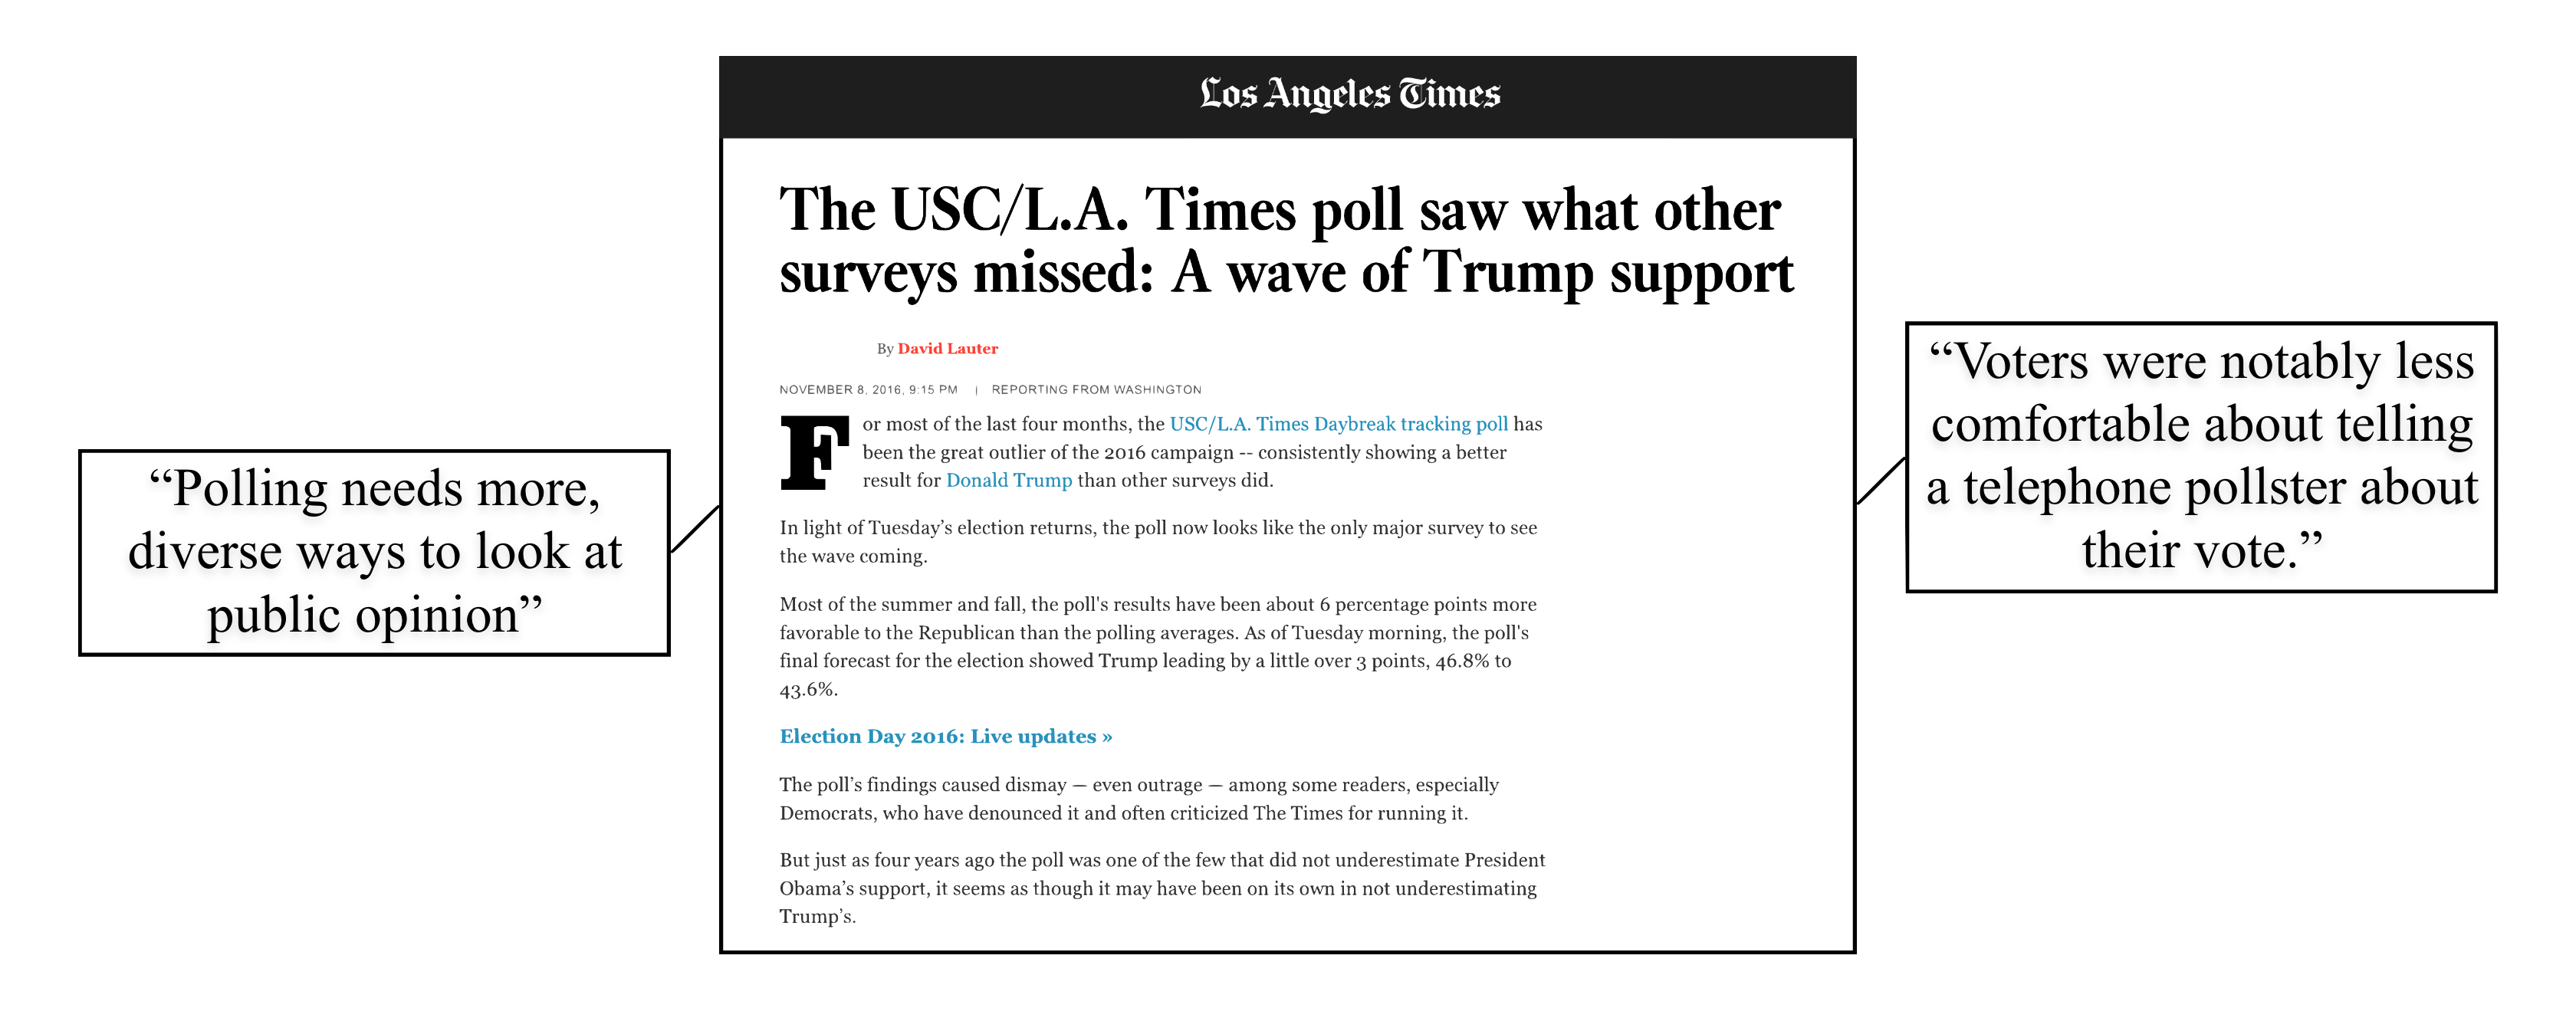 Los Angeles Times
The USC/L.A. Times poll saw what other
surveys missed: A wave of Trump support
By David Lauter
NOVEMBER 8, 2016, 9:15 PM | REPORTING FROM WASHINGTON
For most of the last four months, the USC/L.A. Times Daybreak tracking poll has
been the great outlier of the 2016 campaign -- consistently showing a better
result for Donald Trump than other surveys did.
In light of Tuesday’s election returns, the poll now looks like the only major survey to see
the wave coming.
Most of the summer and fall, the poll's results have been about 6 percentage points more
favorable to the Republican than the polling averages. As of Tuesday morning, the poll's
final forecast for the election showed Trump leading by a little over 3 points, 46.8% to
43.6%.
Election Day 2016: Live updates »
The poll’s findings caused dismay — even outrage — among some readers, especially
Democrats, who have denounced it and often criticized The Times for running it.
But just as four years ago the poll was one of the few that did not underestimate President
Obama’s support, it seems as though it may have been on its own in not underestimating
Trump’s.
“Polling needs more,
diverse ways to look at
public opinion”
“Voters were notably less
comfortable about telling
a telephone pollster about
their vote.”